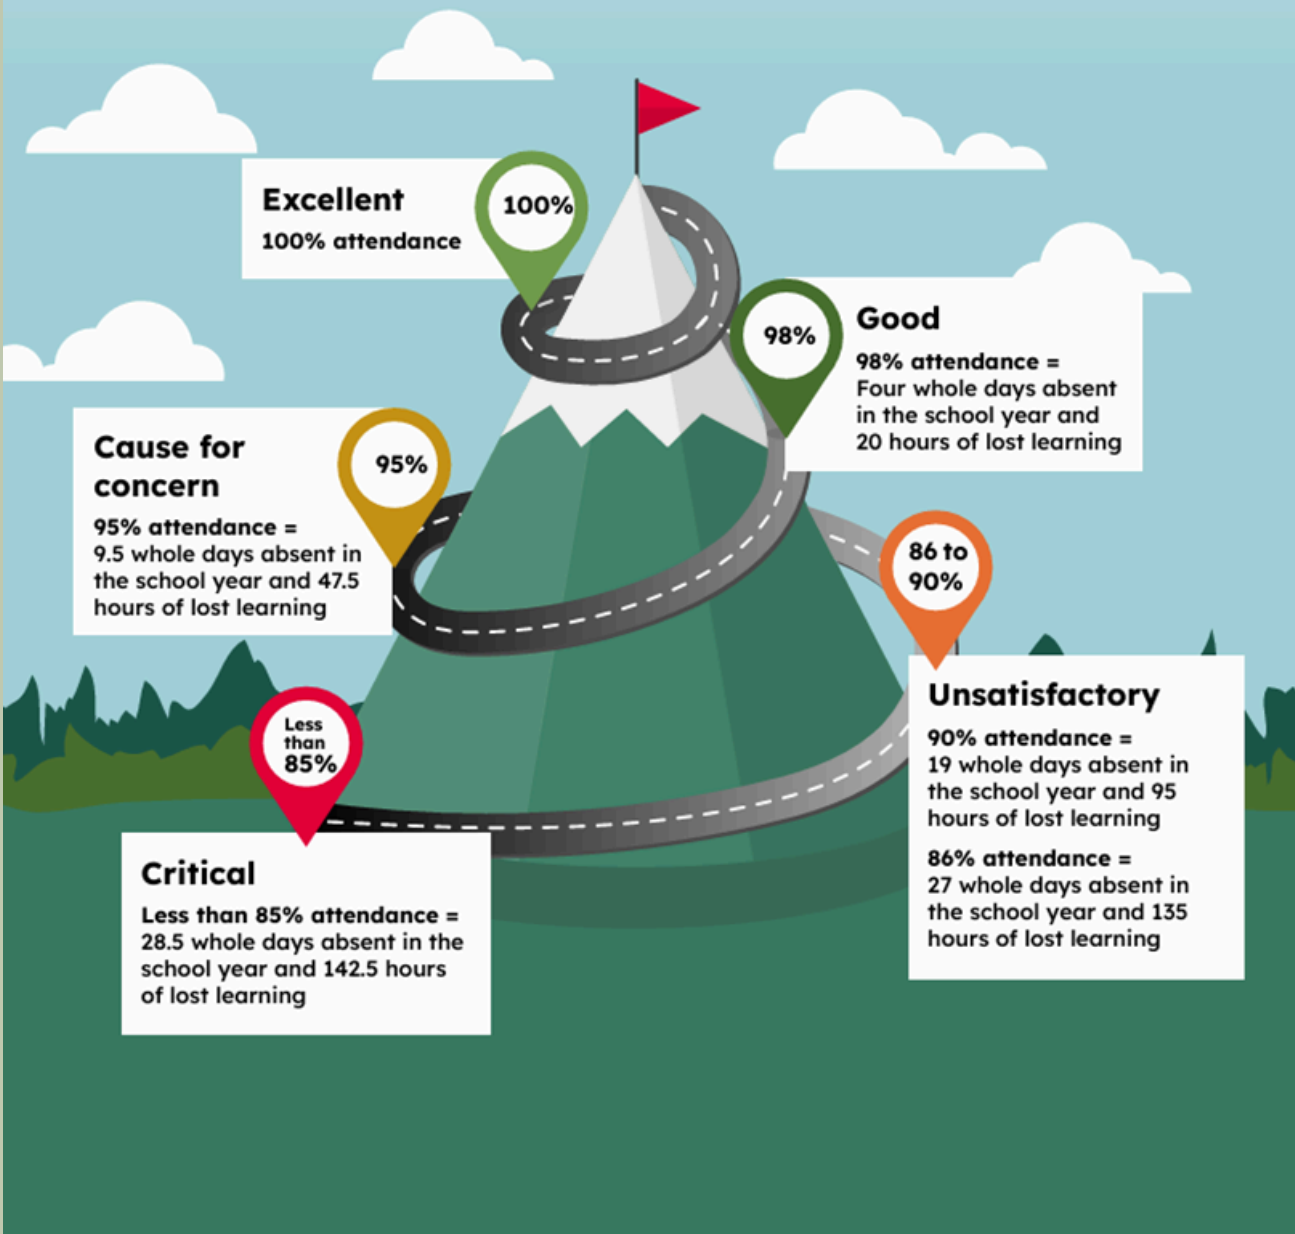 Excellent
100% attendance
100%
98%
Good
98% attendance =
Four whole days absent
in the school year and
20 hours of lost learning
Cause for
concern
95% attendance =
9.5 whole days absent in
the school year and 47.5
hours of lost learning
95%
86 to
90%
Unsatisfactory
90% attendance =
19 whole days absent in
the school year and 95
hours of lost learning
86% attendance =
27 whole days absent in
the school year and 135
hours of lost learning
Less
than
85%
Critical
Less than 85% attendance =
28.5 whole days absent in the
school year and 142.5 hours
of lost learning